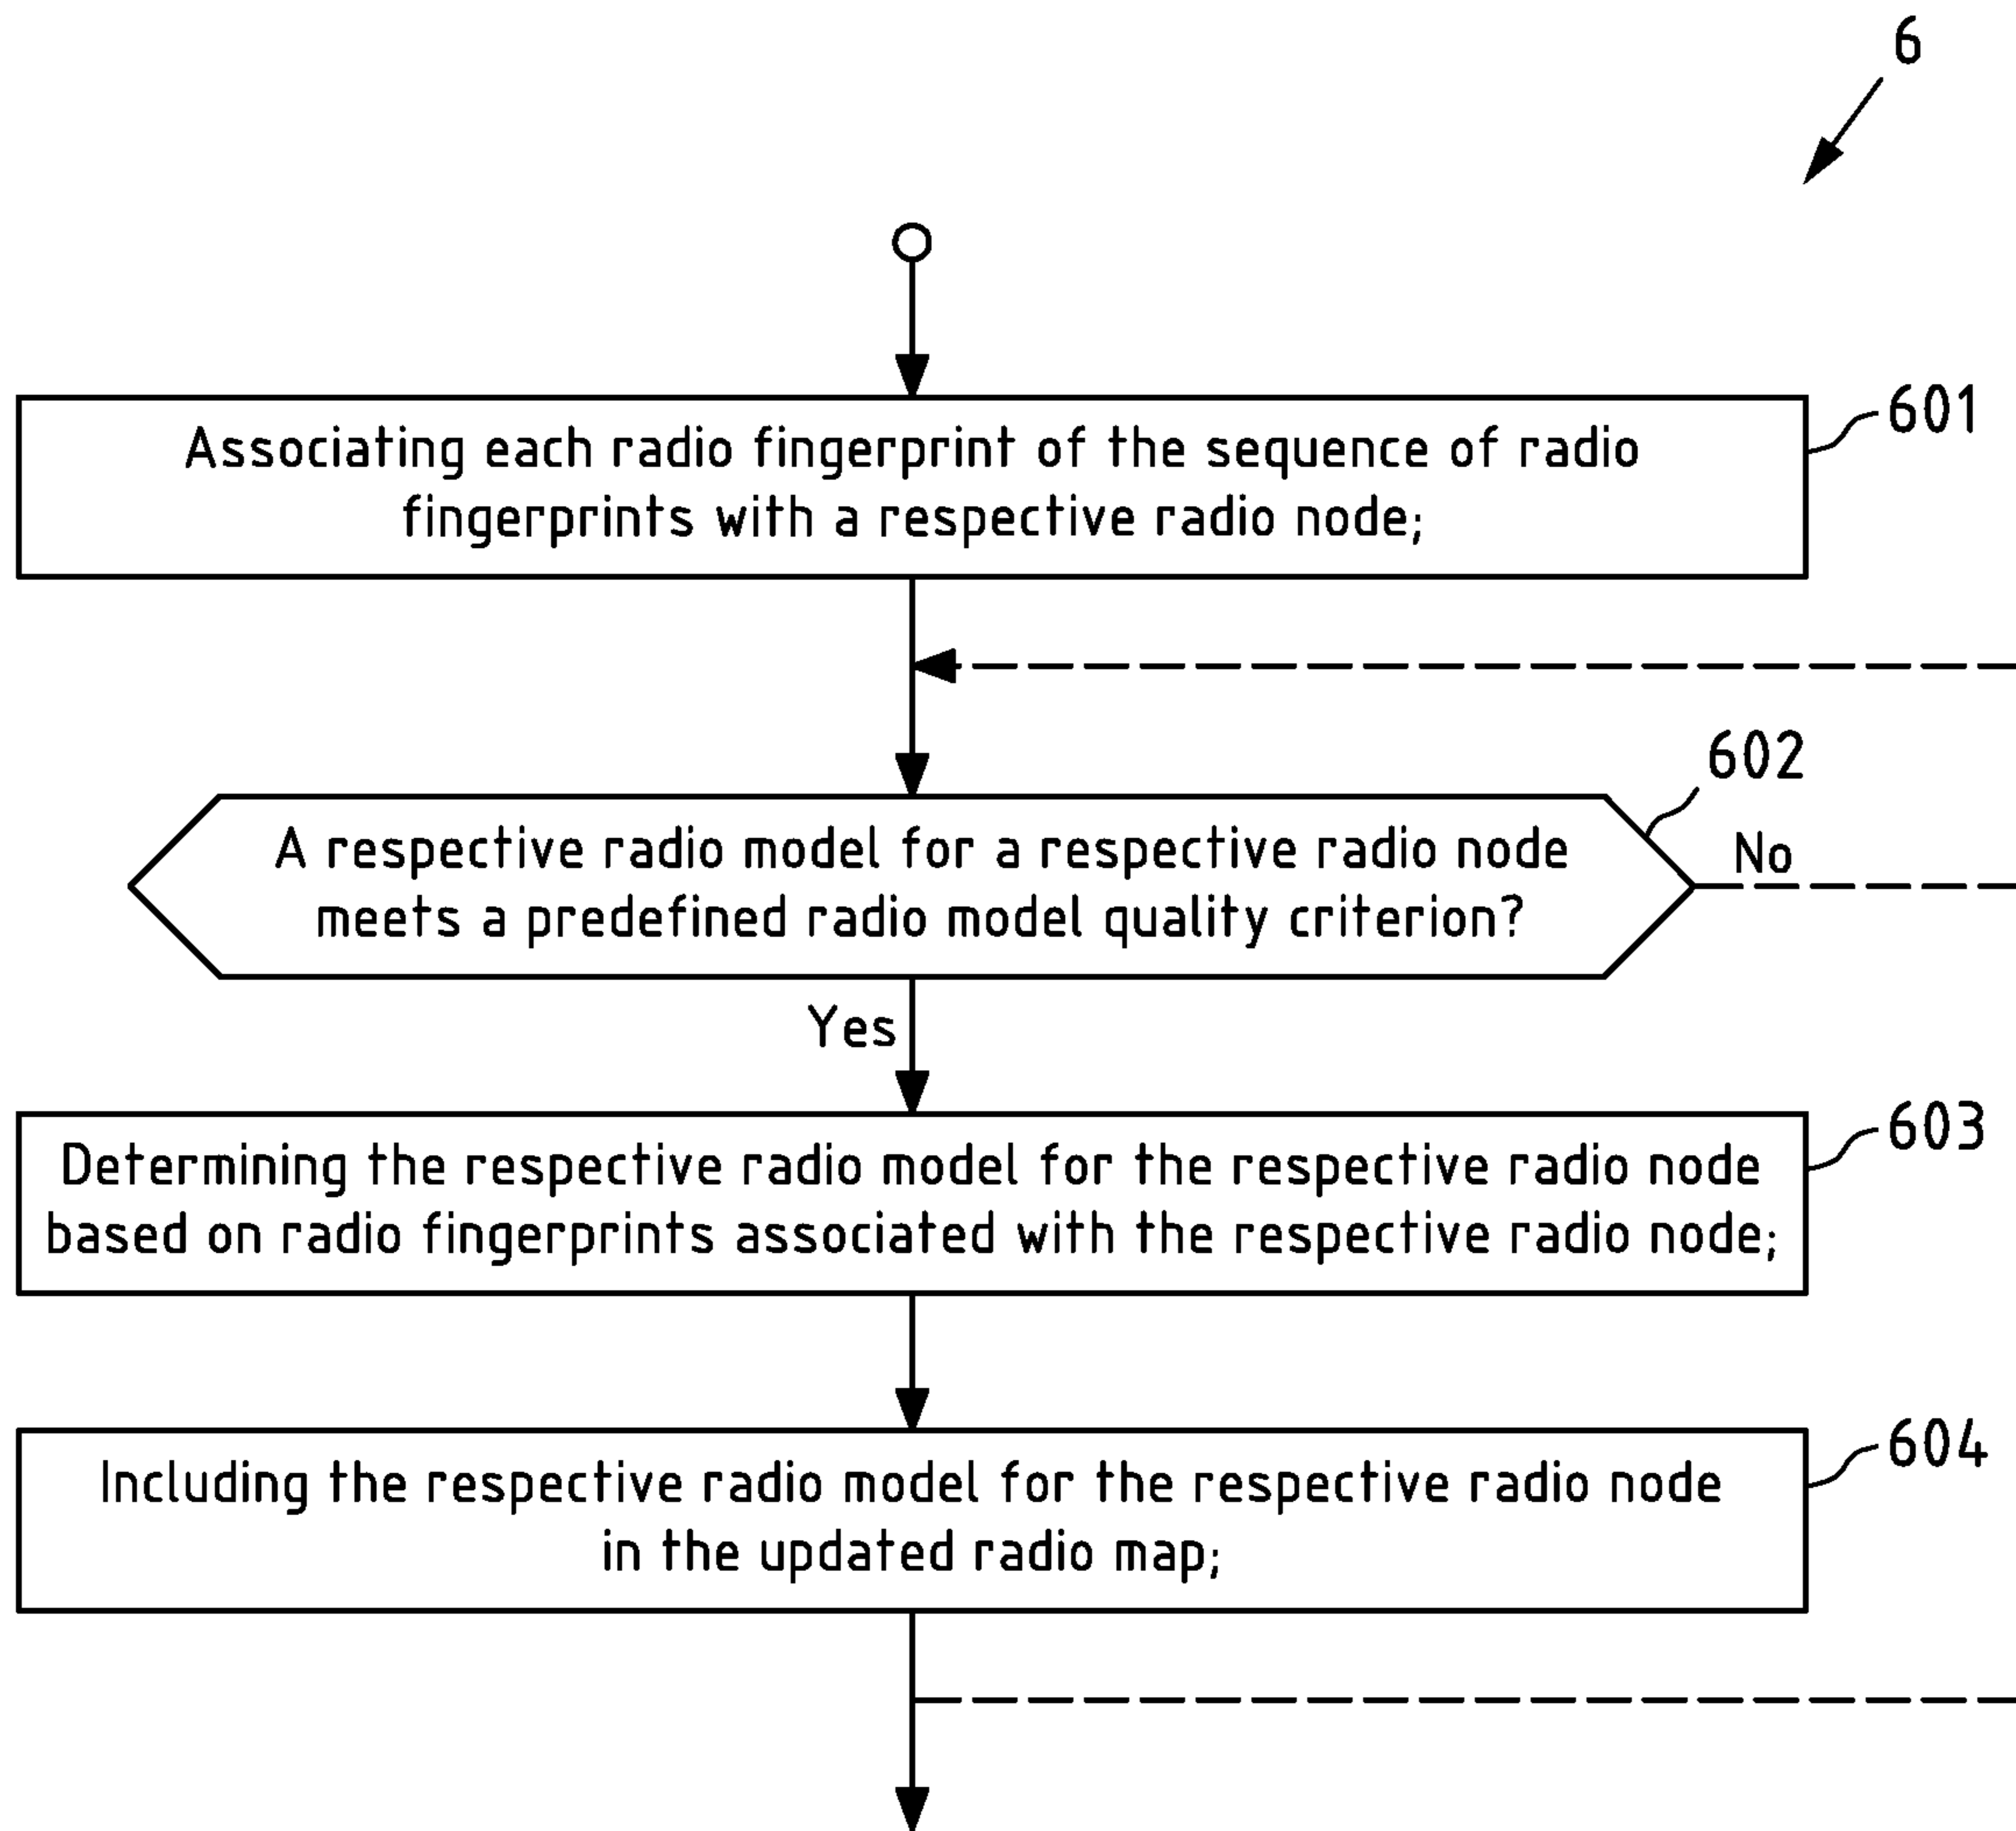 6
601
Associating each radio fingerprint of the sequence of radio
fingerprints with a respective radio node;
602
A respective radio model for a respective radio node
meets a predefined radio model quality criterion?
No
Yes
603
Determining the respective radio model for the respective radio node
based on radio fingerprints associated with the respective radio node;
604
Including the respective radio model for the respective radio node
in the updated radio map;